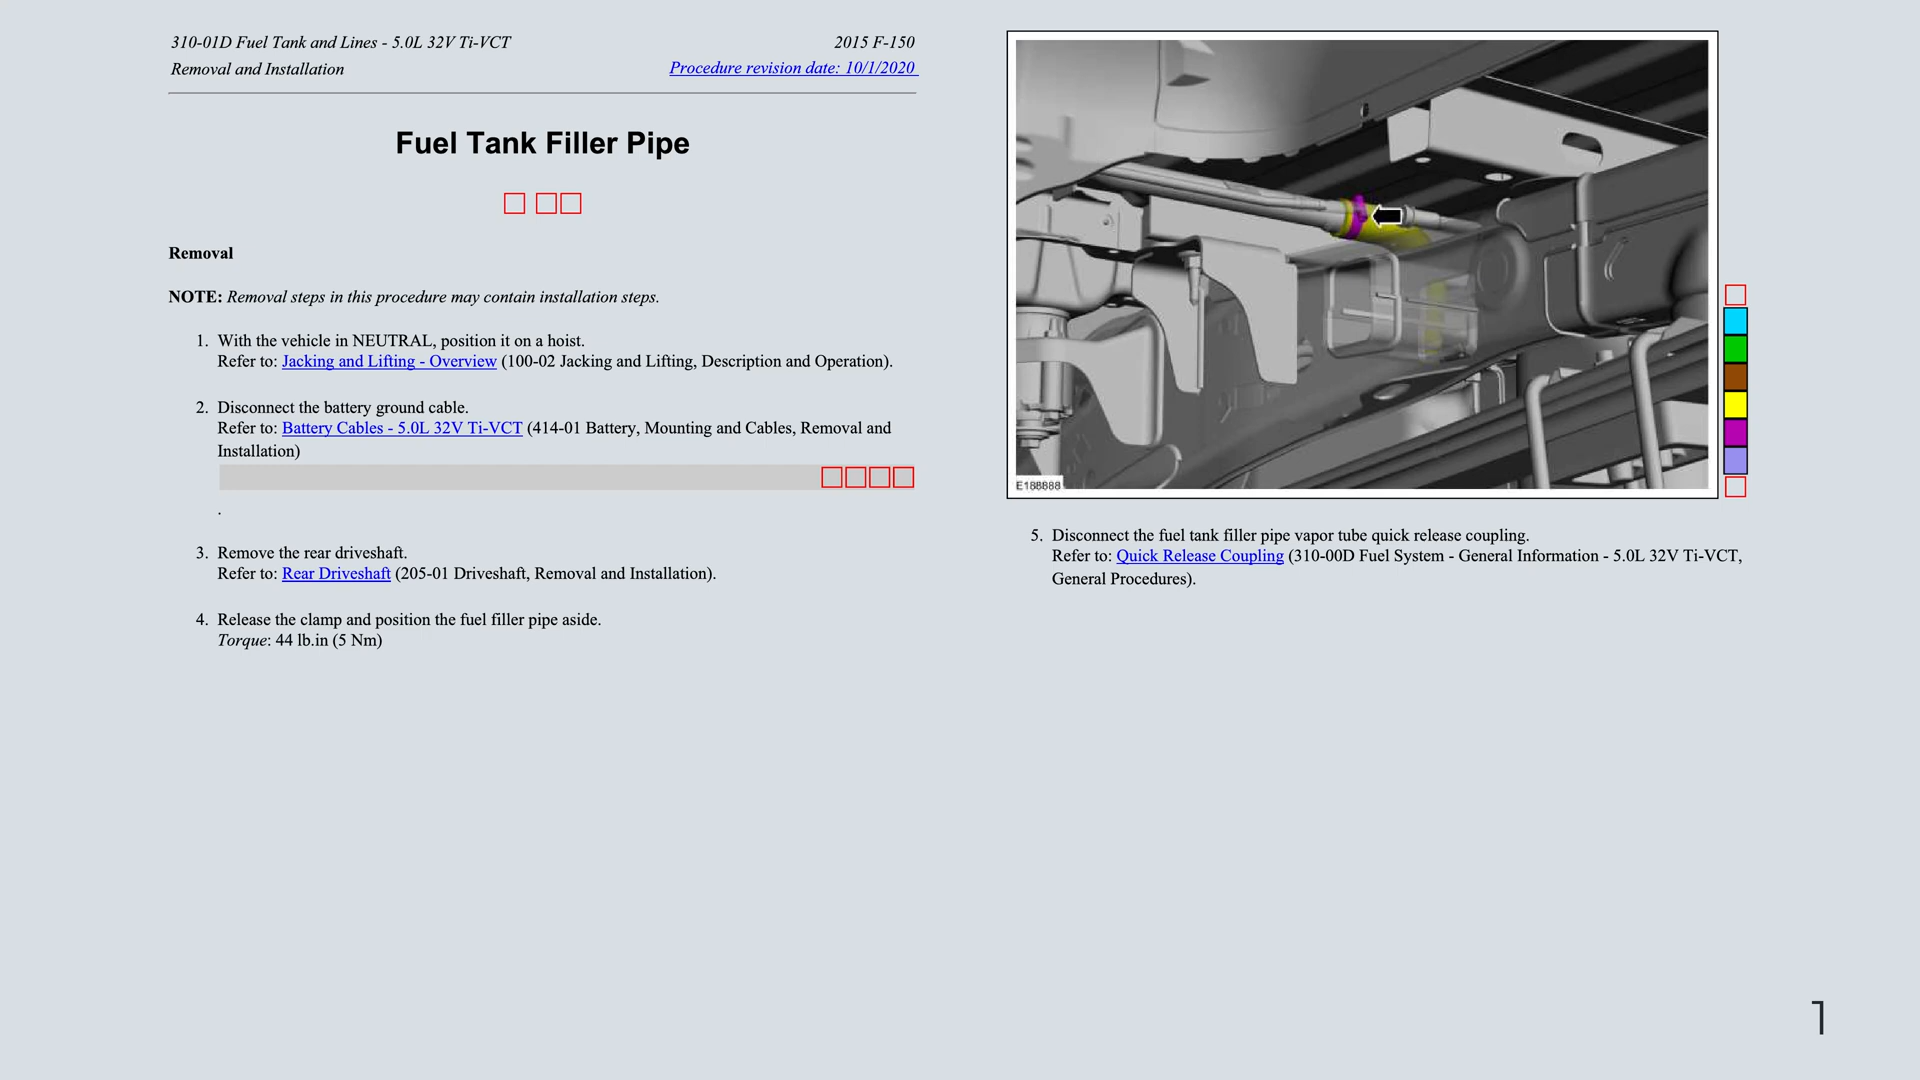 310-01D Fuel Tank and Lines - 5.0L 32V Ti-VCT
2015 F-150
Removal and Installation
Procedure revision date: 10/1/2020
Fuel Tank Filler Pipe
Removal
NOTE: Removal steps in this procedure may contain installation steps.
1. With the vehicle in NEUTRAL, position it on a hoist.
Refer to: Jacking and Lifting - Overview (100-02 Jacking and Lifting, Description and Operation).
2. Disconnect the battery ground cable.
Refer to: Battery Cables - 5.0L 32V Ti-VCT (414-01 Battery, Mounting and Cables, Removal and
Installation)
.
3. Remove the rear driveshaft.
Refer to: Rear Driveshaft (205-01 Driveshaft, Removal and Installation).
4. Release the clamp and position the fuel filler pipe aside.
Torque: 44 lb.in (5 Nm)
E188888
5. Disconnect the fuel tank filler pipe vapor tube quick release coupling.
Refer to: Quick Release Coupling (310-00D Fuel System - General Information - 5.0L 32V Ti-VCT,
General Procedures).
1